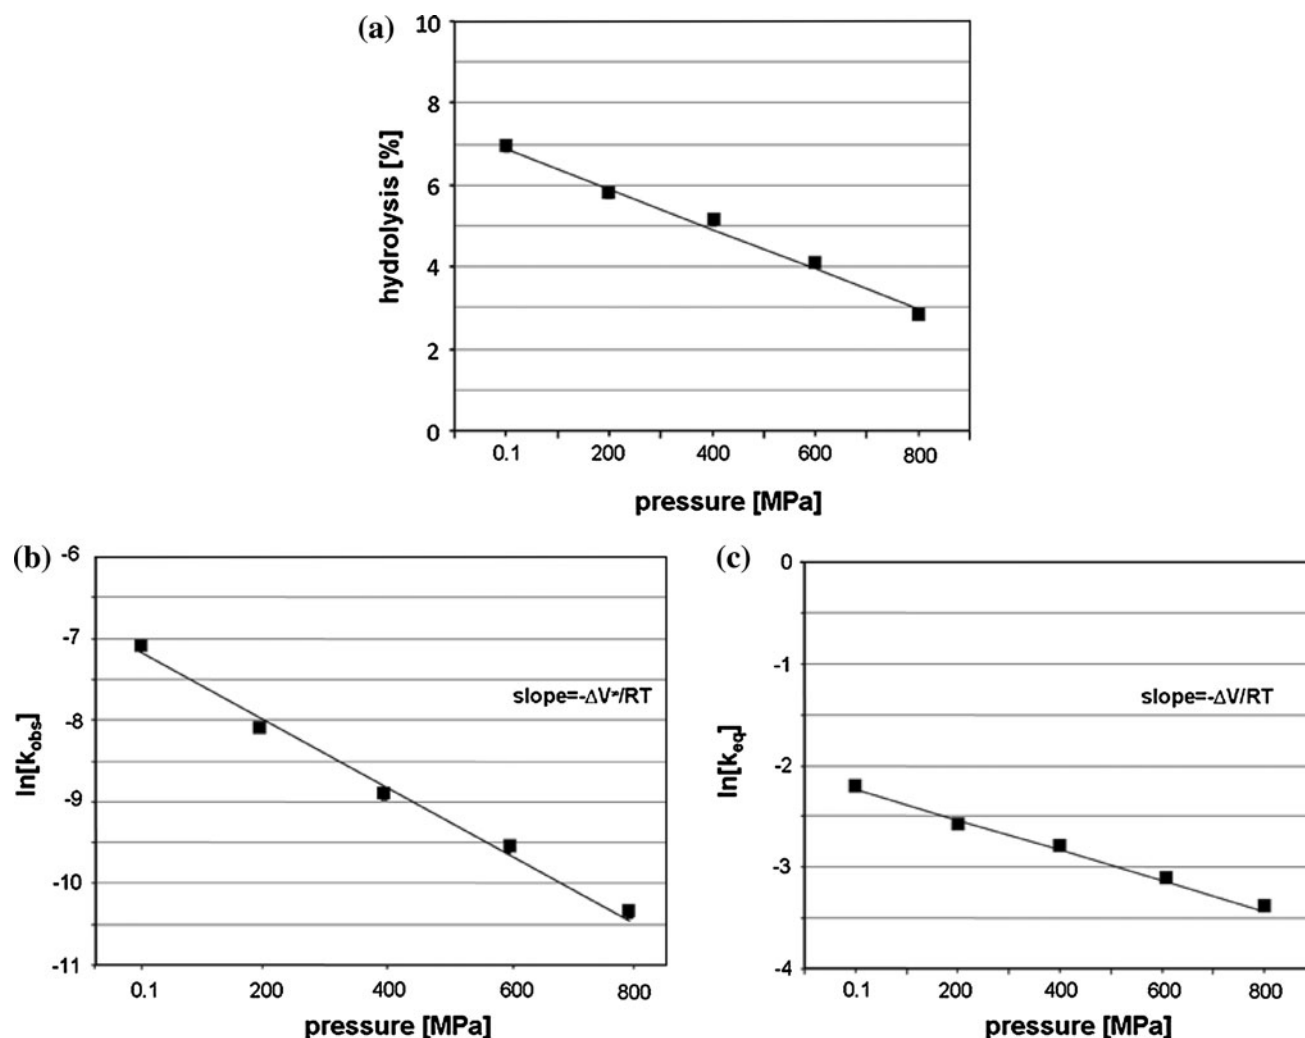 (a)
10
8
6
4
2
0
hydrolysis [%]
0.1 200 400 600 800
pressure [MPa]
(b)
-6
-7
-8
-9
-10
-11
ln[k_obs]
slope=-ΔV≠/RT
0.1 200 400 600 800
pressure [MPa]
(c)
0
-1
-2
-3
-4
ln[k_eq]
slope=-ΔV/RT
0.1 200 400 600 800
pressure [MPa]